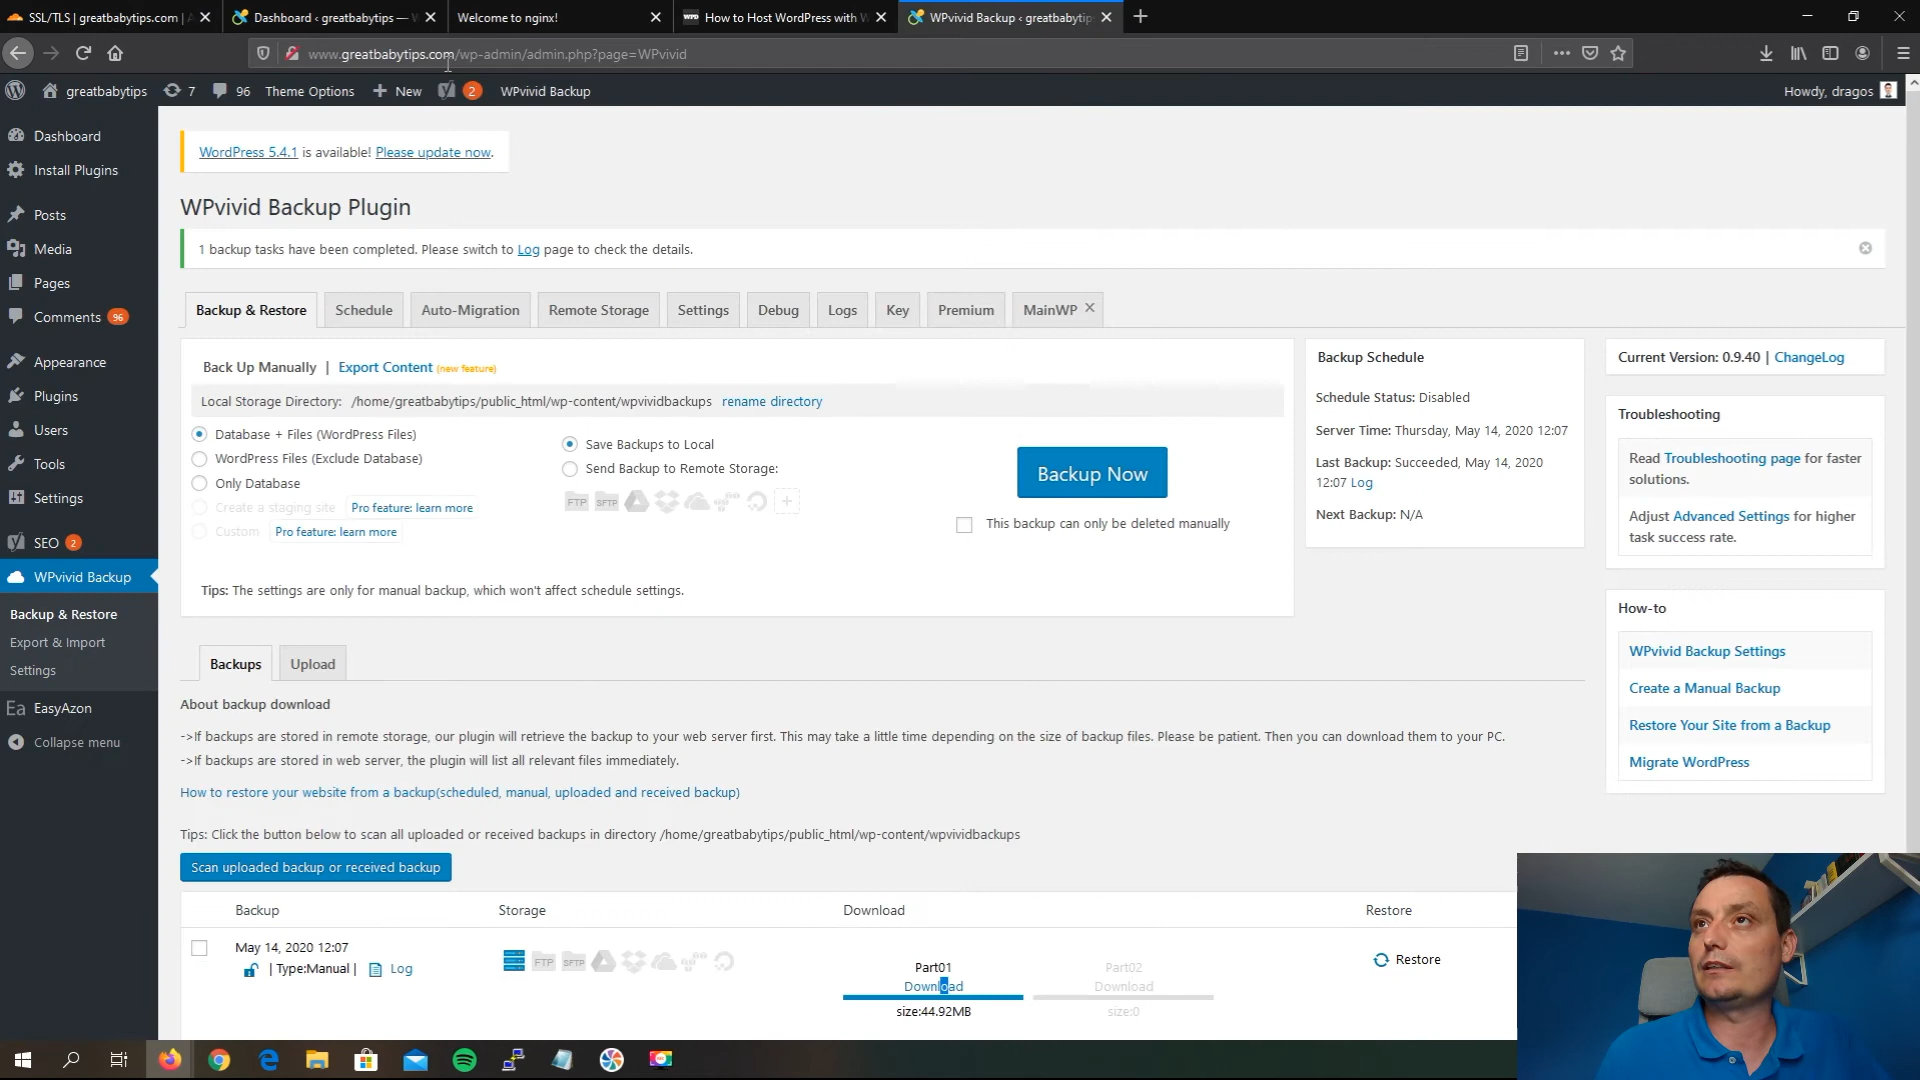 SSL/TLS | greatbabytips.com | A
Dashboard ‹ greatbabytips — W
Welcome to nginx!
WPD How to Host WordPress with W
WPvivid Backup ‹ greatbabytips
www.greatbabytips.com/wp-admin/admin.php?page=WPvivid
greatbabytips
7
96
Theme Options
New
2
WPvivid Backup
Howdy, dragos
Dashboard
Install Plugins
Posts
Media
Pages
Comments 96
Appearance
Plugins
Users
Tools
Settings
SEO 2
WPvivid Backup
Backup & Restore
Export & Import
Settings
Ea EasyAzon
Collapse menu
WordPress 5.4.1 is available! Please update now.
WPvivid Backup Plugin
1 backup tasks have been completed. Please switch to Log page to check the details.
Backup & Restore
Schedule
Auto-Migration
Remote Storage
Settings
Debug
Logs
Key
Premium
MainWP
Back Up Manually | Export Content (new feature)
Local Storage Directory: /home/greatbabytips/public_html/wp-content/wpvividbackups rename directory
Database + Files (WordPress Files)
WordPress Files (Exclude Database)
Only Database
Create a staging site Pro feature: learn more
Custom Pro feature: learn more
Save Backups to Local
Send Backup to Remote Storage:
FTP SFTP
Backup Now
This backup can only be deleted manually
Tips: The settings are only for manual backup, which won't affect schedule settings.
Backup Schedule
Schedule Status: Disabled
Server Time: Thursday, May 14, 2020 12:07
Last Backup: Succeeded, May 14, 2020
12:07 Log
Next Backup: N/A
Current Version: 0.9.40 | ChangeLog
Troubleshooting
Read Troubleshooting page for faster
solutions.
Adjust Advanced Settings for higher
task success rate.
How-to
WPvivid Backup Settings
Create a Manual Backup
Restore Your Site from a Backup
Migrate WordPress
Backups
Upload
About backup download
->If backups are stored in remote storage, our plugin will retrieve the backup to your web server first. This may take a little time depending on the size of backup files. Please be patient. Then you can download them to your PC.
->If backups are stored in web server, the plugin will list all relevant files immediately.
How to restore your website from a backup(scheduled, manual, uploaded and received backup)
Tips: Click the button below to scan all uploaded or received backups in directory /home/greatbabytips/public_html/wp-content/wpvividbackups
Scan uploaded backup or received backup
Backup
Storage
Download
Restore
May 14, 2020 12:07
| Type:Manual | Log
FTP SFTP
Part01
Download
size:44.92MB
Part02
Download
size:0
Restore